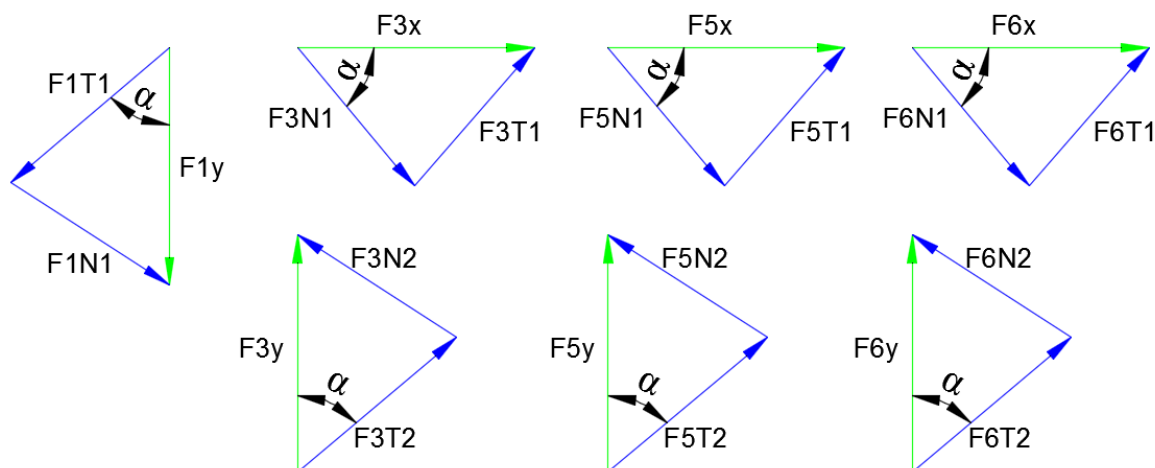 F3x
F5x
F6x
F1T1
α
α
α
α
F3N1
F3T1
F5N1
F5T1
F6N1
F6T1
F1y
F1N1
F3N2
F5N2
F6N2
F3y
F5y
F6y
α
α
α
F3T2
F5T2
F6T2